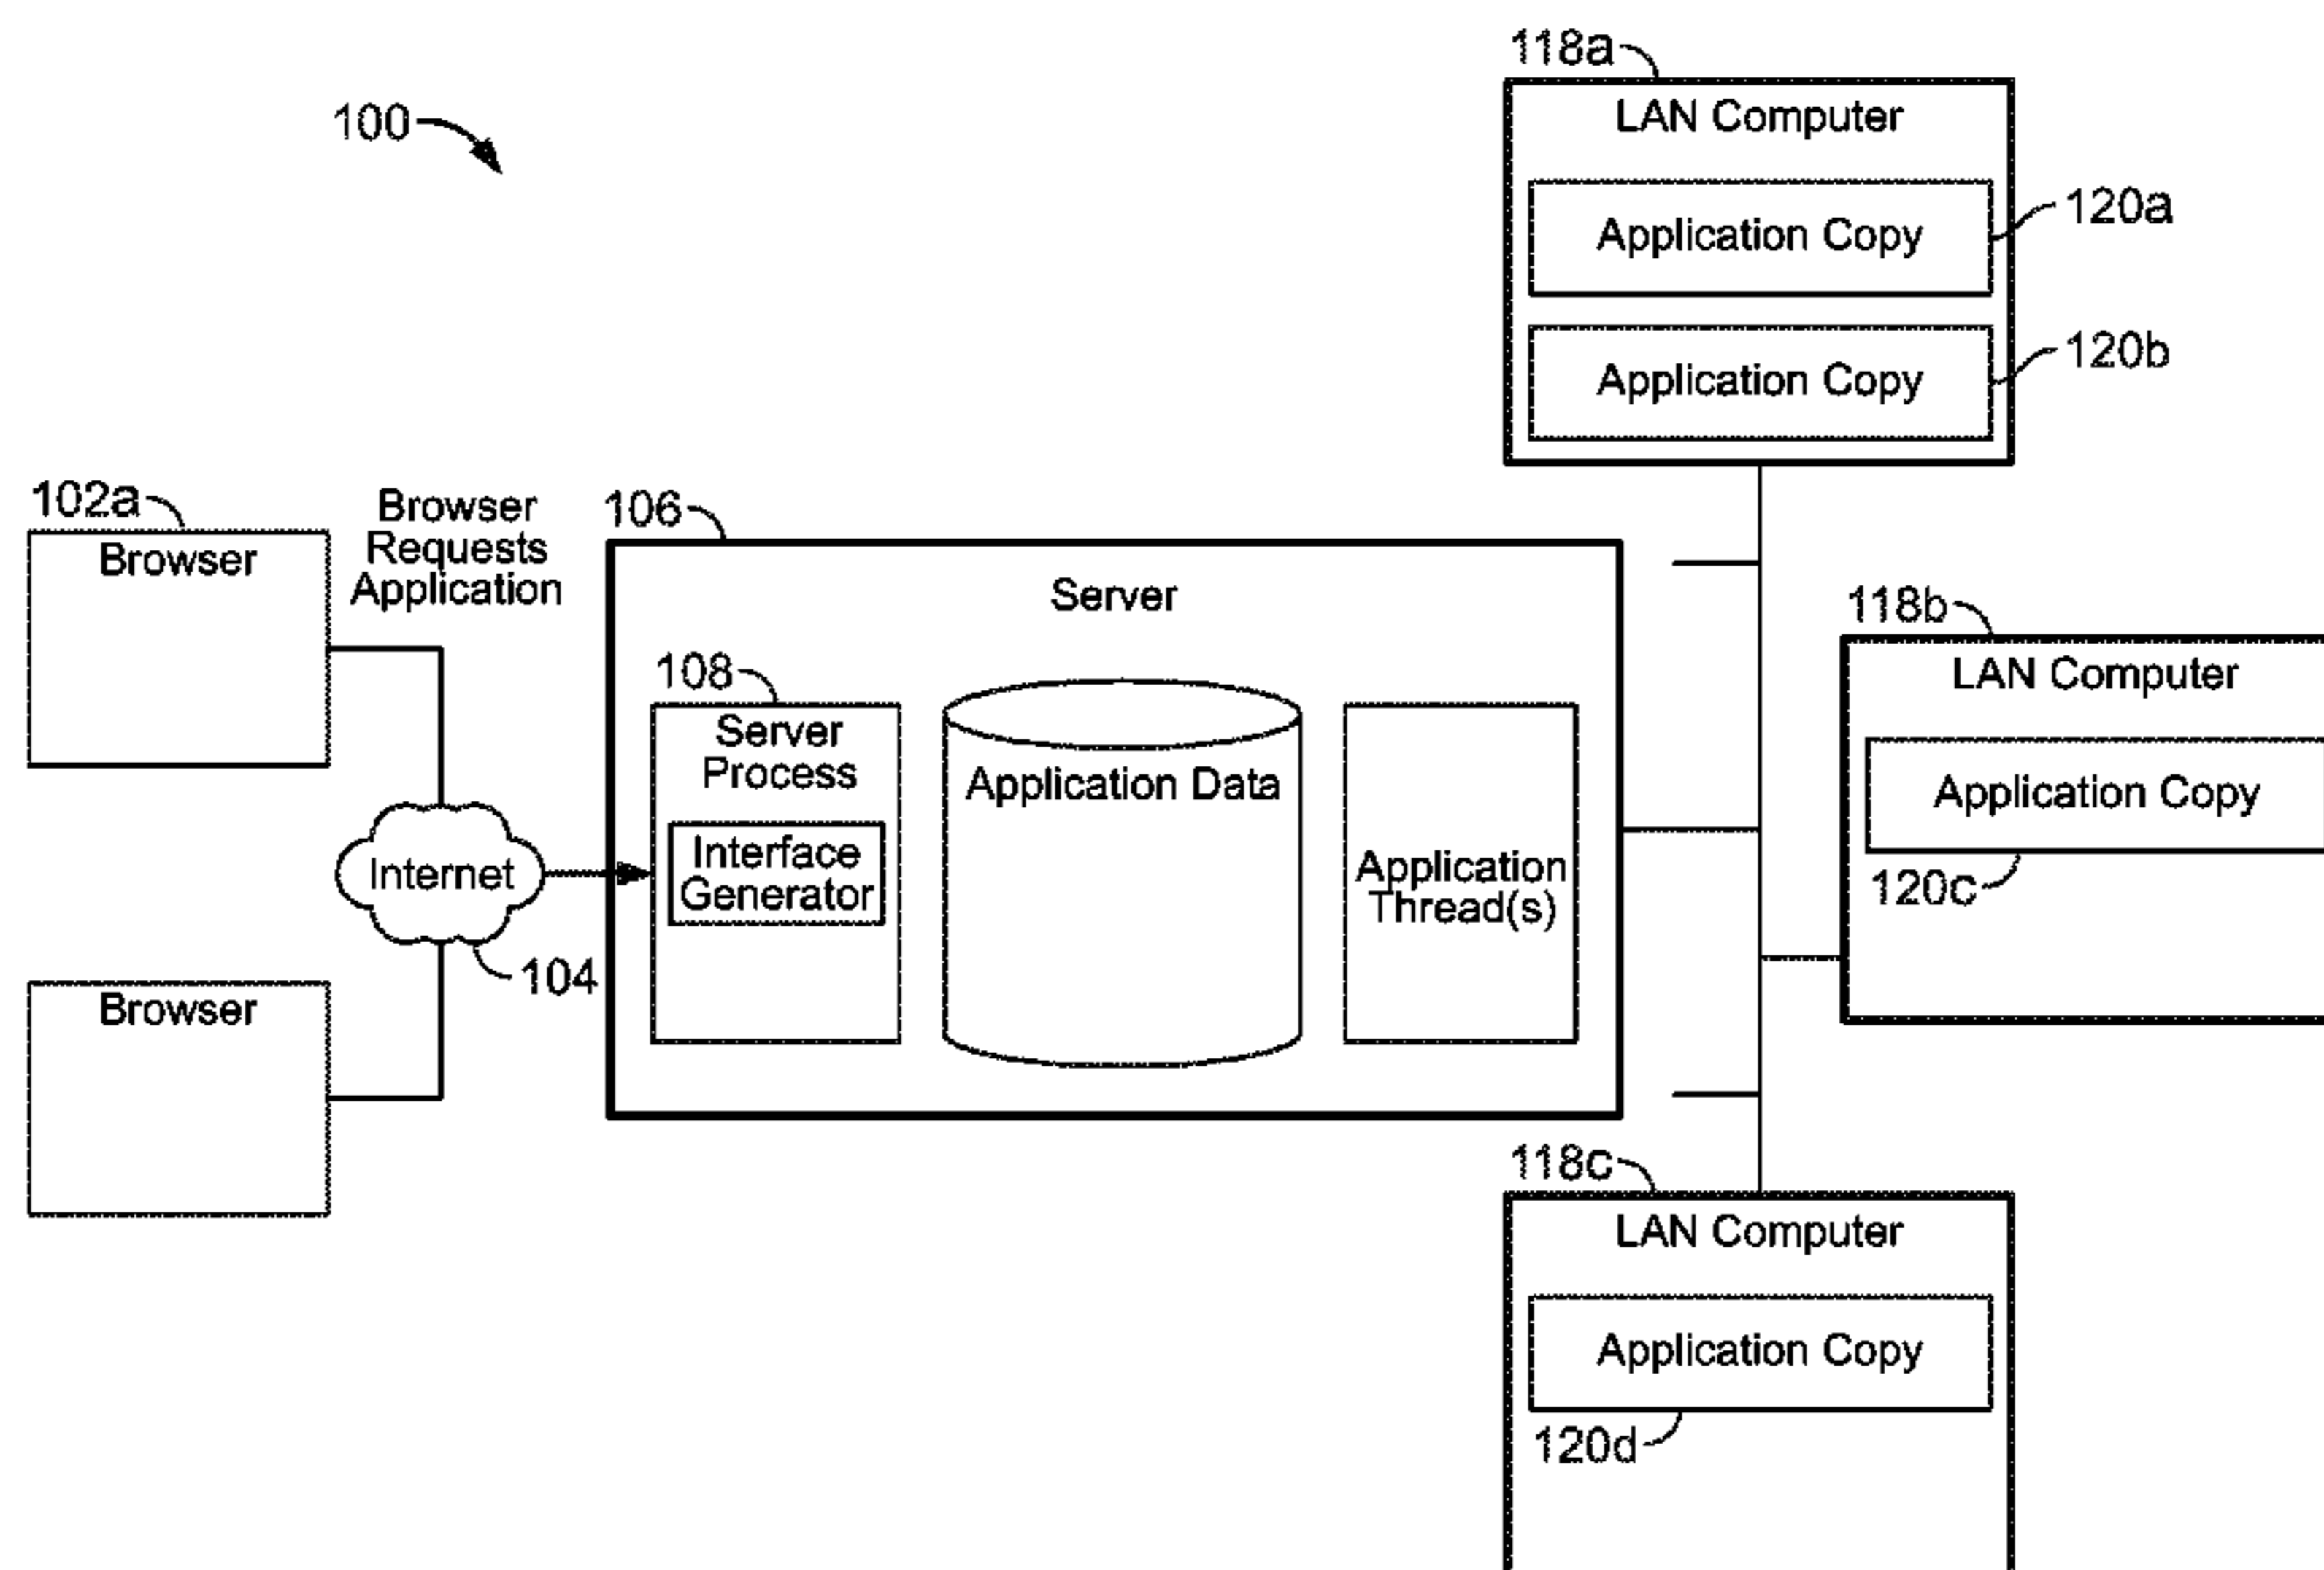 100
118a
LAN Computer
Application Copy
120a
Application Copy
120b
102a
Browser
Browser
Requests
Application
106
Server
108
Server
Process
Interface
Generator
Application Data
Application
Thread(s)
Internet
104
Browser
118b
LAN Computer
Application Copy
120c
118c
LAN Computer
Application Copy
120d